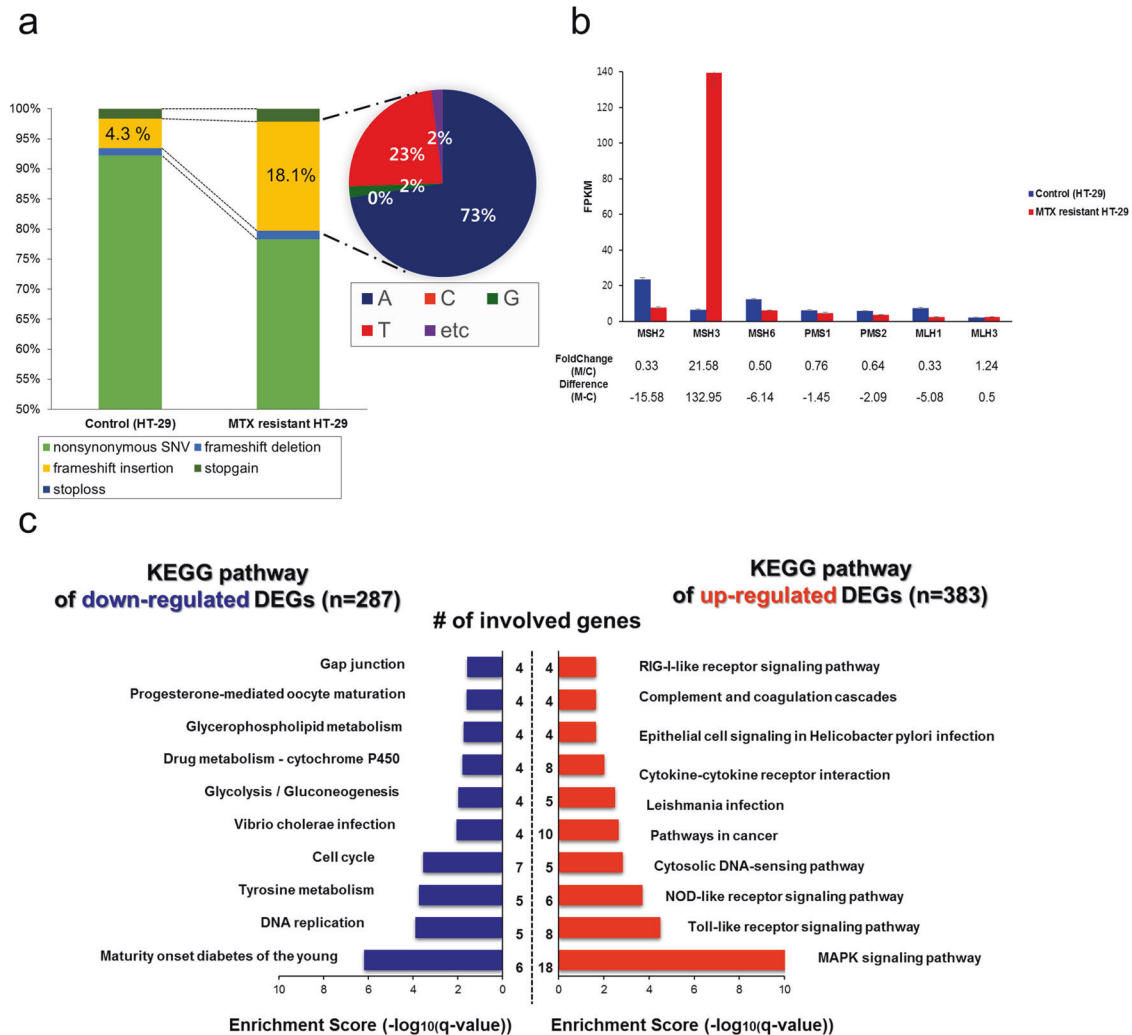 a
100%
95%
90%
85%
80%
75%
70%
65%
60%
55%
50%
4.3 %
18.1%
Control (HT-29)
MTX resistant HT-29
nonsynonymous SNV
frameshift deletion
frameshift insertion
stopgain
stoploss
2%
23%
2%
0%
73%
A
C
G
T
etc
b
FPKM
140
120
100
80
60
40
20
0
Control (HT-29)
MTX resistant HT-29
MSH2 MSH3 MSH6 PMS1 PMS2 MLH1 MLH3
FoldChange
(M/C)
0.33 21.58 0.50 0.76 0.64 0.33 1.24
Difference
(M-C)
-15.58 132.95 -6.14 -1.45 -2.09 -5.08 0.5
c
KEGG pathway
of down-regulated DEGs (n=287)
KEGG pathway
of up-regulated DEGs (n=383)
# of involved genes
Gap junction 4 4 RIG-I-like receptor signaling pathway
Progesterone-mediated oocyte maturation 4 4 Complement and coagulation cascades
Glycerophospholipid metabolism 4 4 Epithelial cell signaling in Helicobacter pylori infection
Drug metabolism - cytochrome P450 4 8 Cytokine-cytokine receptor interaction
Glycolysis / Gluconeogenesis 4 5 Leishmania infection
Vibrio cholerae infection 4 10 Pathways in cancer
Cell cycle 7 5 Cytosolic DNA-sensing pathway
Tyrosine metabolism 5 6 NOD-like receptor signaling pathway
DNA replication 5 8 Toll-like receptor signaling pathway
Maturity onset diabetes of the young 6 18 MAPK signaling pathway
10 8 6 4 2 0 0 2 4 6 8 10
Enrichment Score (-log10(q-value))
Enrichment Score (-log10(q-value))